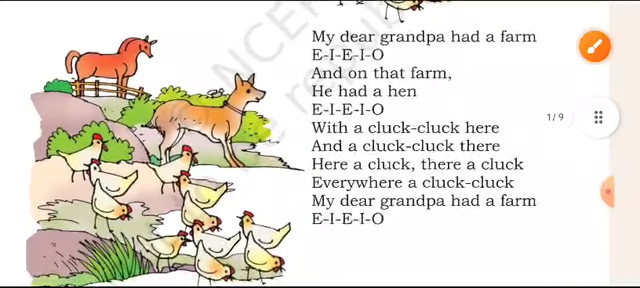 My dear grandpa had a farm
E-I-E-I-O
And on that farm,
He had a hen
E-I-E-I-O
With a cluck-cluck here
And a cluck-cluck there
Here a cluck, there a cluck
Everywhere a cluck-cluck
My dear grandpa had a farm
E-I-E-I-O
1/9